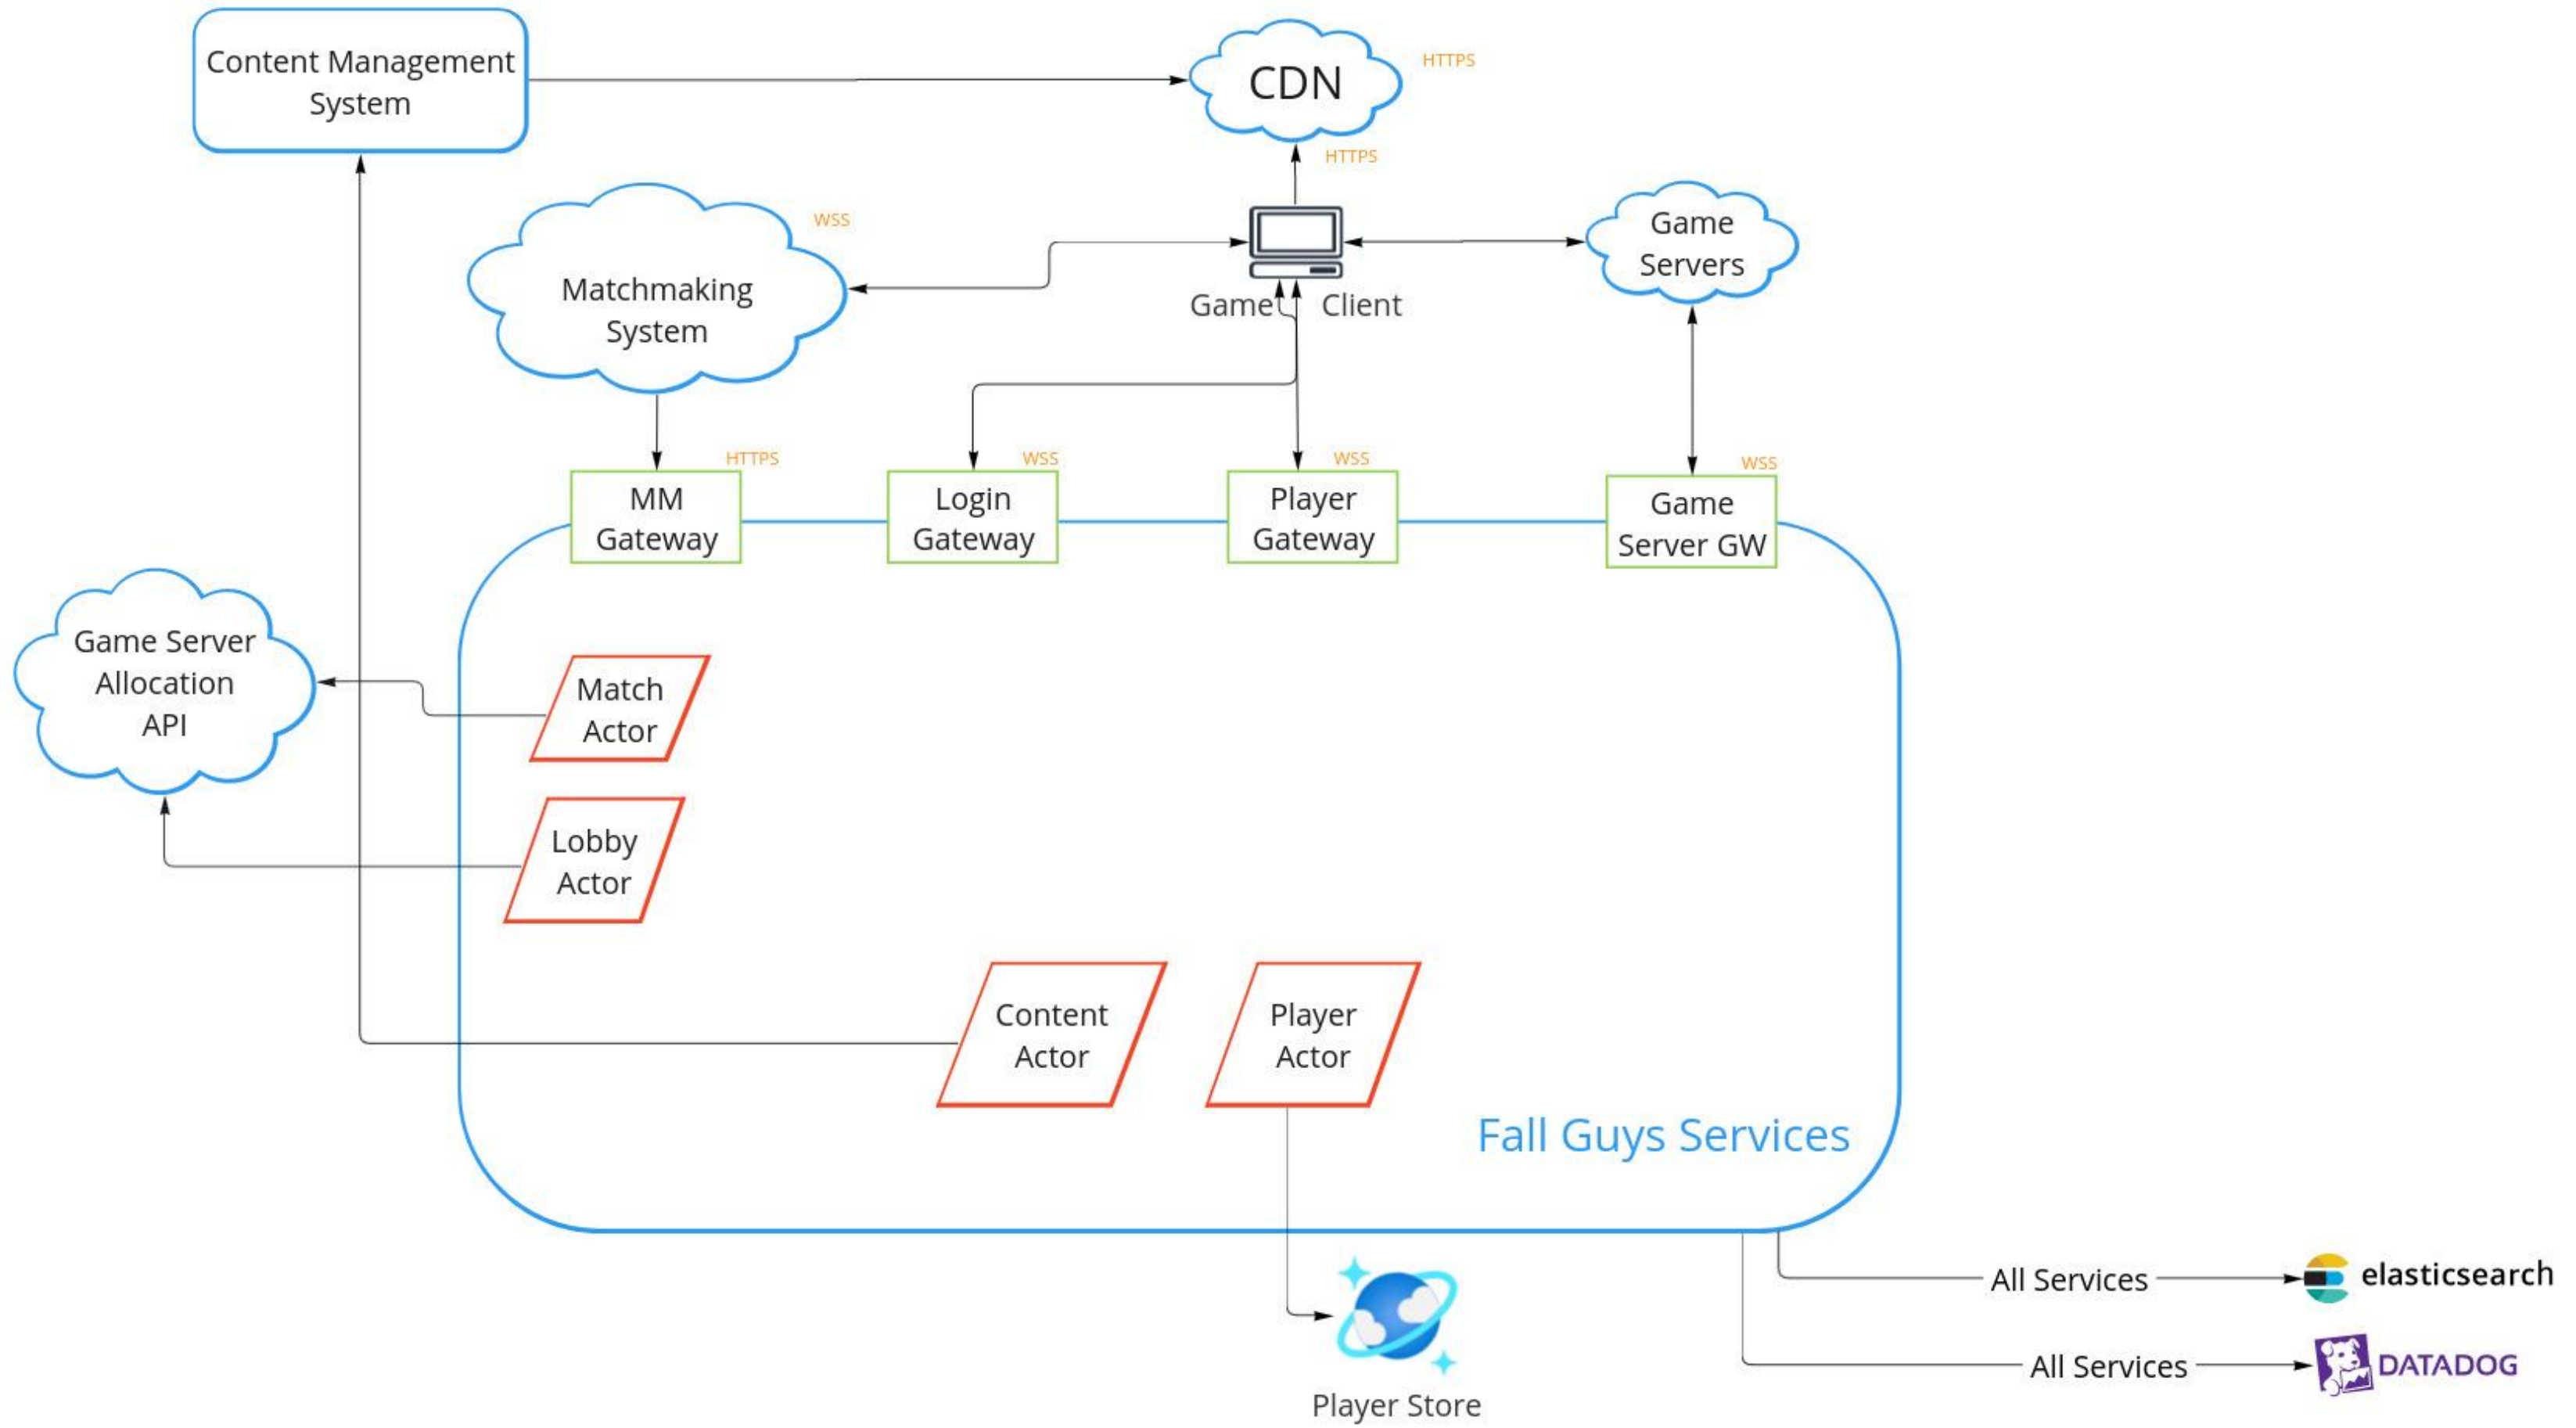 Content Management
System
CDN
HTTPS
HTTPS
WSS
Matchmaking
System
Game Client
Game
Servers
HTTPS
WSS
WSS
WSS
MM
Gateway
Login
Gateway
Player
Gateway
Game
Server GW
Game Server
Allocation
API
Match
Actor
Lobby
Actor
Content
Actor
Player
Actor
Fall Guys Services
All Services
elasticsearch
All Services
DATADOG
Player Store